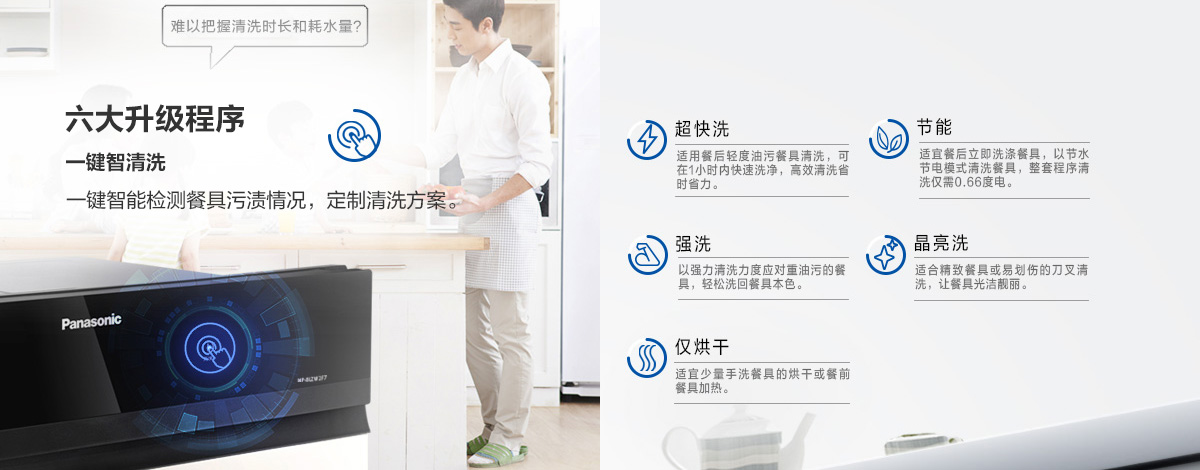 难以把握清洗时长和耗水量?
六大升级程序
一键智清洗
一键智能检测餐具污渍情况，定制清洗方案。
Panasonic
超快洗
适用餐后轻度油污餐具清洗，可
在1小时内快速洗净，高效清洗省
时省力。
节能
适宜餐后立即洗涤餐具，以节水
节电模式清洗餐具，整套程序清
洗仅需0.66度电。
强洗
以强力清洗力度应对重油污的餐
具，轻松洗回餐具本色。
晶亮洗
适合精致餐具或易划伤的刀叉清
洗，让餐具光洁靓丽。
仅烘干
适宜少量手洗餐具的烘干或餐前
餐具加热。